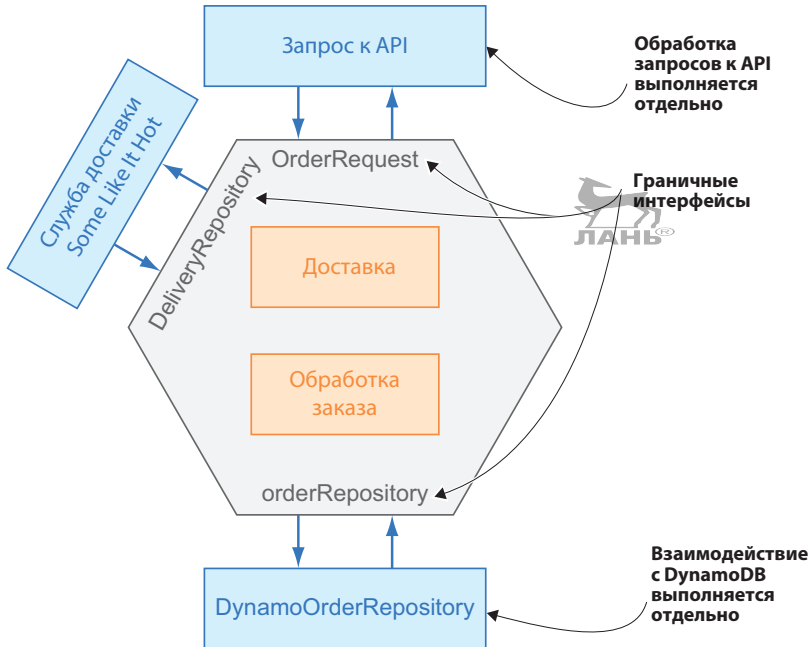 Запрос к API
Обработка
запросов к API
выполняется
отдельно
Служба доставки
Some Like It Hot
DeliveryRepository
OrderRequest
Граничные
интерфейсы
ЛАНЬ®
Доставка
Обработка
заказа
orderRepository
DynamoOrderRepository
Взаимодействие
с DynamoDB
выполняется
отдельно